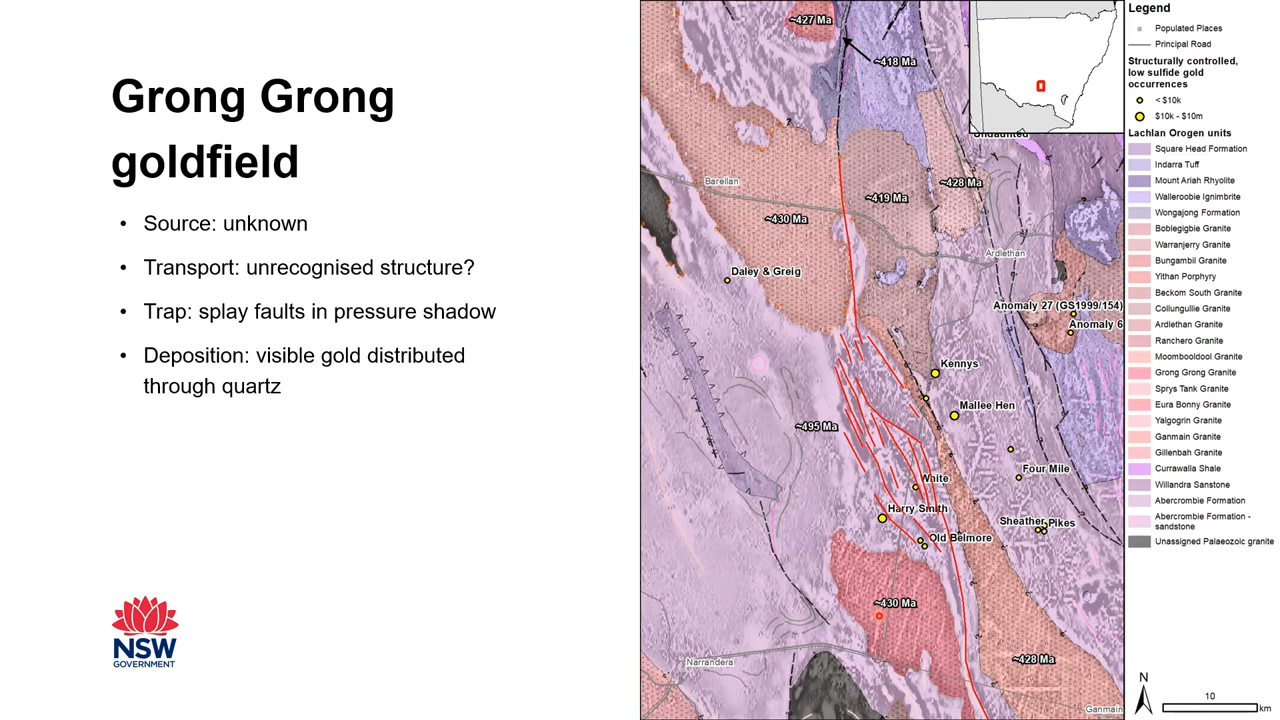 Grong Grong
goldfield
• Source: unknown
• Transport: unrecognised structure?
• Trap: splay faults in pressure shadow
• Deposition: visible gold distributed
through quartz
NSW
GOVERNMENT
~427 Ma
~418 Ma
Undaunted
Barellan
~428 Ma
~419 Ma
~430 Ma
Ardlethan
Daley & Greig
Anomaly 27 (GS1999/154)
Anomaly 6
Kennys
Mallee Hen
~495 Ma
Four Mile
White
Harry Smith
Sheather
Pikes
Old Belmore
~430 Ma
Narrandera
~428 Ma
Ganmain
Legend
Populated Places
Principal Road
Structurally controlled,
low sulfide gold
occurrences
< $10k
$10k - $10m
Lachlan Orogen units
Square Head Formation
Indarra Tuff
Mount Ariah Rhyolite
Walleroobie Ignimbrite
Wongajong Formation
Boblegigbie Granite
Warranjerry Granite
Bungambil Granite
Yithan Porphyry
Beckom South Granite
Collungullie Granite
Ardlethan Granite
Ranchero Granite
Moombooldool Granite
Grong Grong Granite
Sprys Tank Granite
Eura Bonny Granite
Yalgogrin Granite
Ganmain Granite
Gillenbah Granite
Currawalla Shale
Willandra Sanstone
Abercrombie Formation
Abercrombie Formation -
sandstone
Unassigned Palaeozoic granite
N
10
km